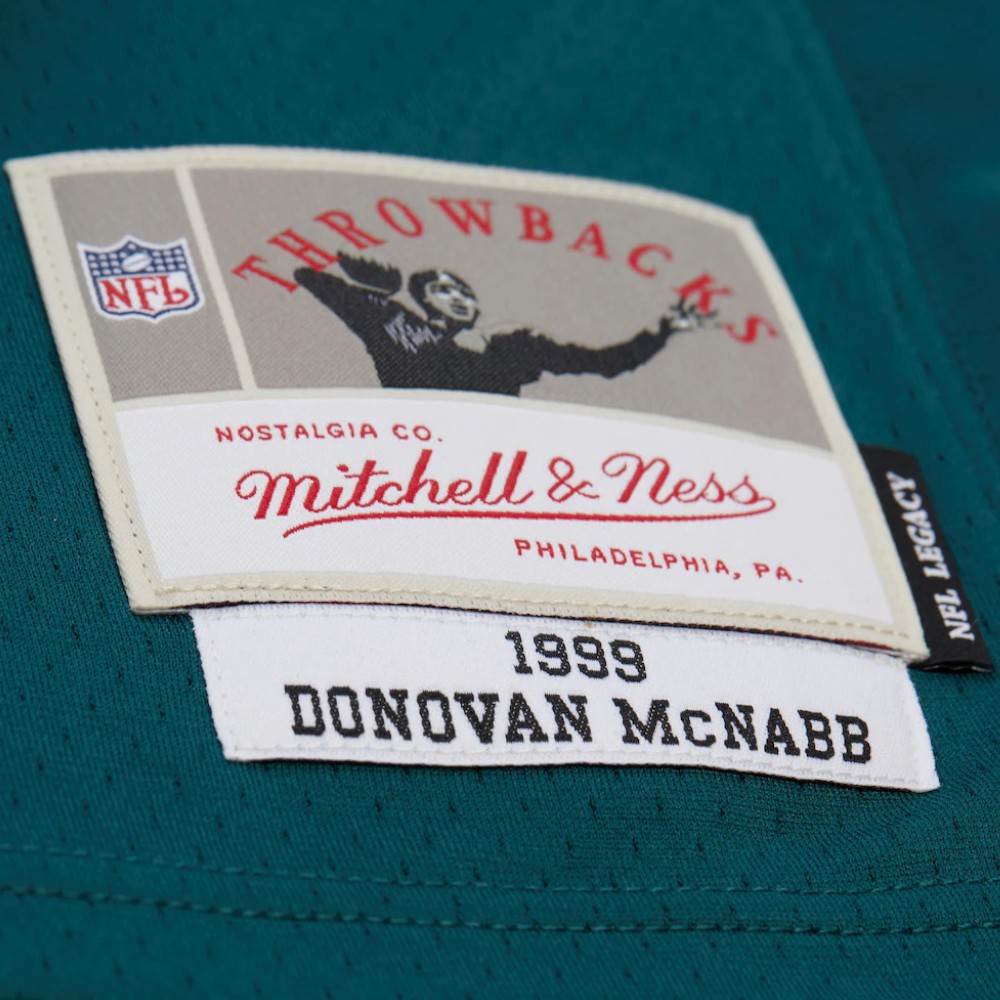 THROWBACKS
NFL
NOSTALGIA CO.
Mitchell & Ness
PHILADELPHIA, PA.
NFL LEGACY
1999
DONOVAN McNABB